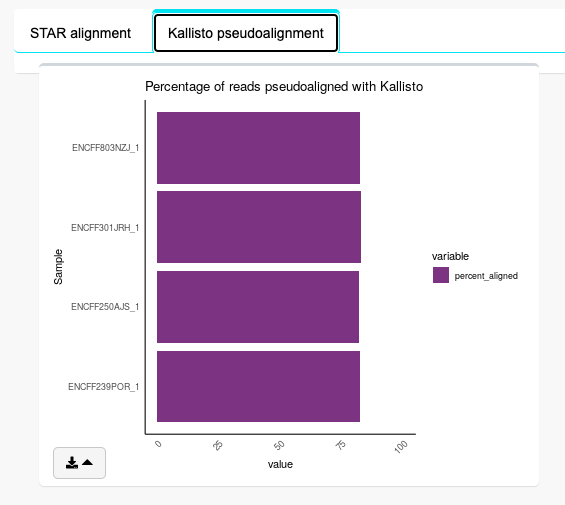 STAR alignment
Kallisto pseudoalignment
Percentage of reads pseudoaligned with Kallisto
Sample
ENCFF803NZJ_1
ENCFF301JRH_1
ENCFF250AJS_1
ENCFF239POR_1
0 25 50 75 100
value
variable
percent_aligned